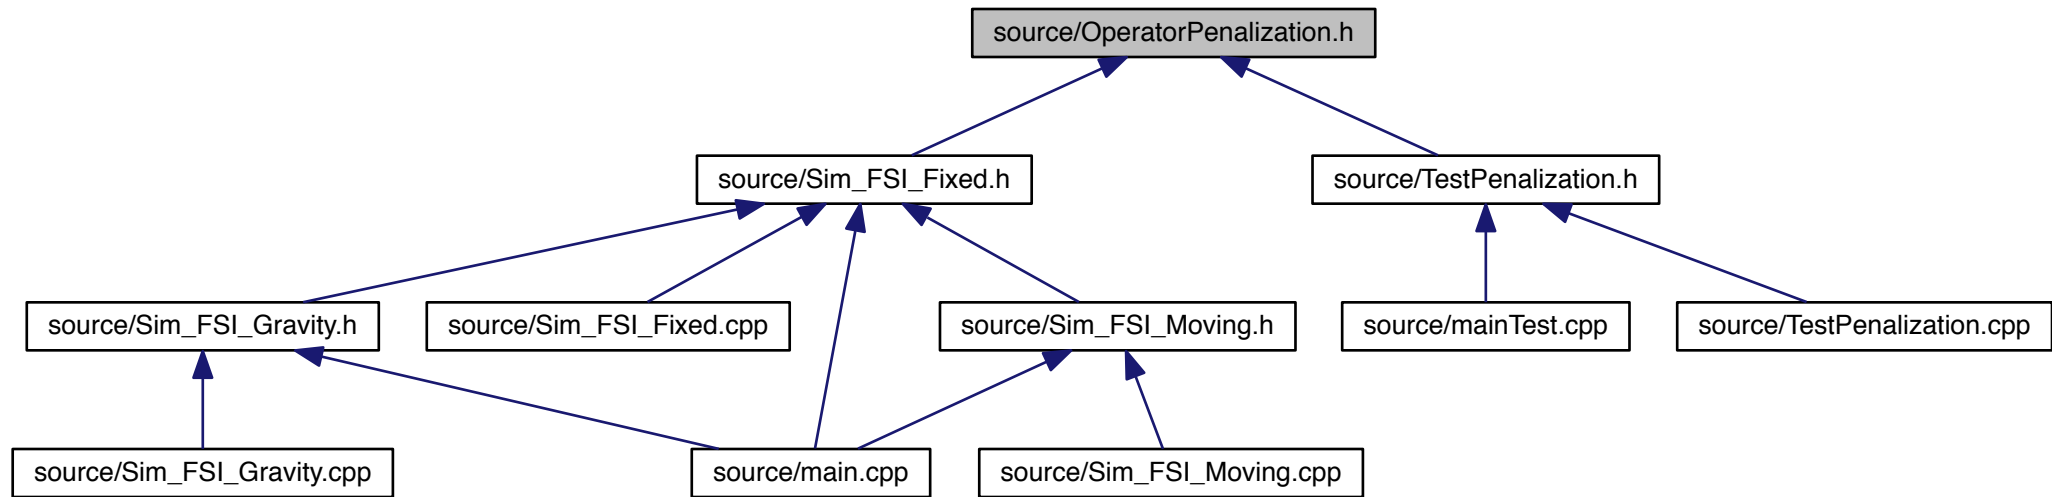 source/OperatorPenalization.h
source/Sim_FSI_Fixed.h
source/TestPenalization.h
source/Sim_FSI_Gravity.h
source/Sim_FSI_Fixed.cpp
source/Sim_FSI_Moving.h
source/mainTest.cpp
source/TestPenalization.cpp
source/Sim_FSI_Gravity.cpp
source/main.cpp
source/Sim_FSI_Moving.cpp